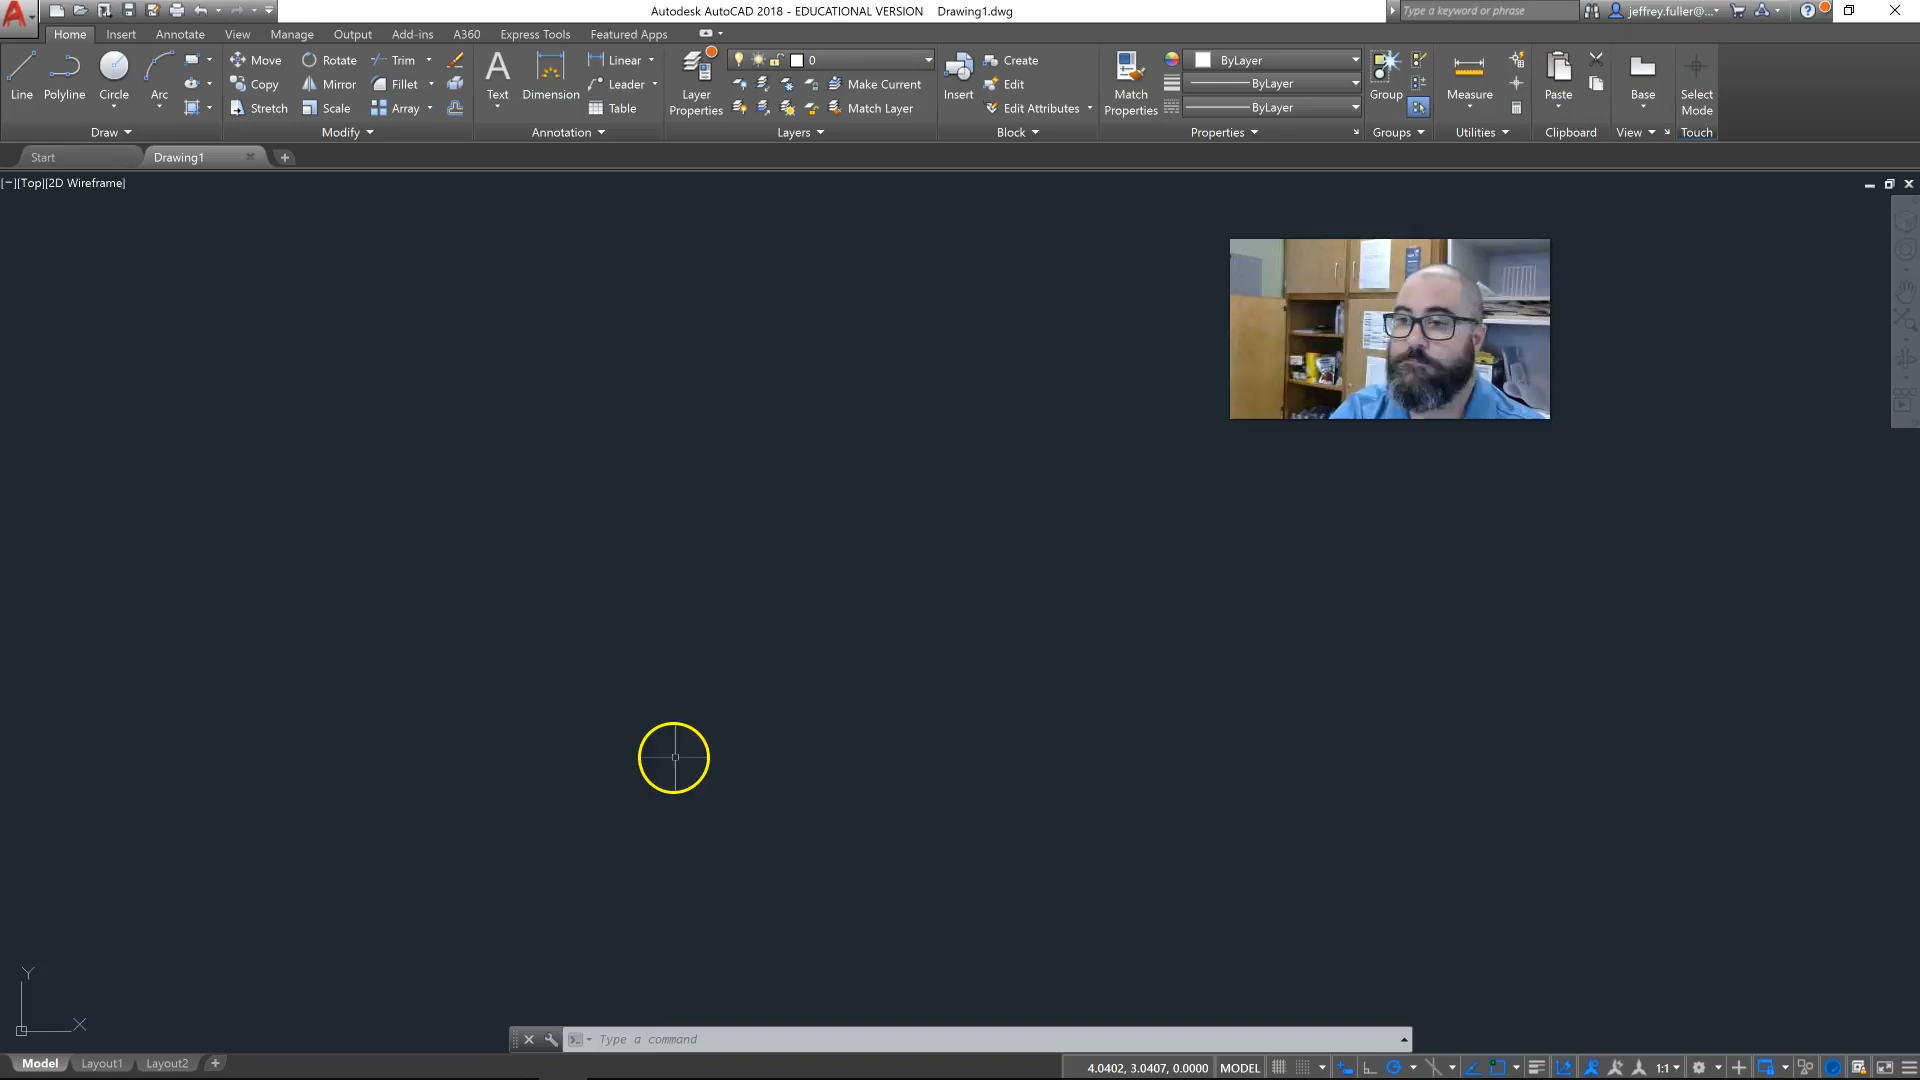 Autodesk AutoCAD 2018 - EDUCATIONAL VERSION Drawing1.dwg
Type a keyword or phrase
jeffrey.fuller@...
Home Insert Annotate View Manage Output Add-ins A360 Express Tools Featured Apps
Line Polyline Circle Arc
Move Rotate Trim
Copy Mirror Fillet
Stretch Scale Array
Text Dimension
Linear
Leader
Table
Layer Properties
0
Make Current
Match Layer
Insert
Create
Edit
Edit Attributes
Match Properties
ByLayer
ByLayer
ByLayer
Group
Measure
Paste
Base
Select Mode
Draw Modify Annotation Layers Block Properties Groups Utilities Clipboard View Touch
Start Drawing1
[−][Top][2D Wireframe]
Y
X
Type a command
Model Layout1 Layout2
4.0402, 3.0407, 0.0000 MODEL 1:1